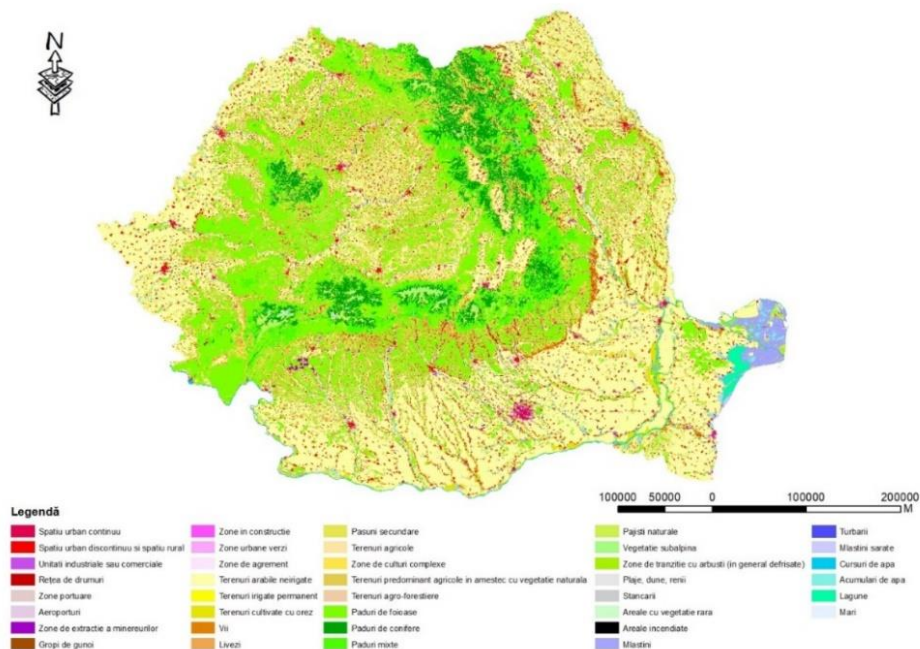 N
Legendă
Spatiu urban continuu
Spatiu urban discontinuu si spatiu rural
Unitati industriale sau comerciale
Rețea de drumuri
Zone portuare
Aeroporturi
Zone de extractie a minereurilor
Gropi de gunoi
Zone in constructie
Zone urbane verzi
Zone de agrement
Terenuri arabile neirigate
Terenuri irigate permanent
Terenuri cultivate cu orez
Vii
Livezi
Pasuni secundare
Terenuri agricole
Zone de culturi complexe
Terenuri predominant agricole in amestec cu vegetatie naturala
Terenuri agro-forestiere
Paduri de foioase
Paduri de conifere
Paduri mixte
100000 50000 0 100000 200000
M
Pajisti naturale
Vegetatie subalpina
Zone de tranzitie cu arbusti (in general defrisate)
Plaje, dune, renii
Stancarii
Areale cu vegetatie rara
Areale incendiate
Mlastini
Turbarii
Mlastini sarate
Cursuri de apa
Acumulari de apa
Lagune
Mari